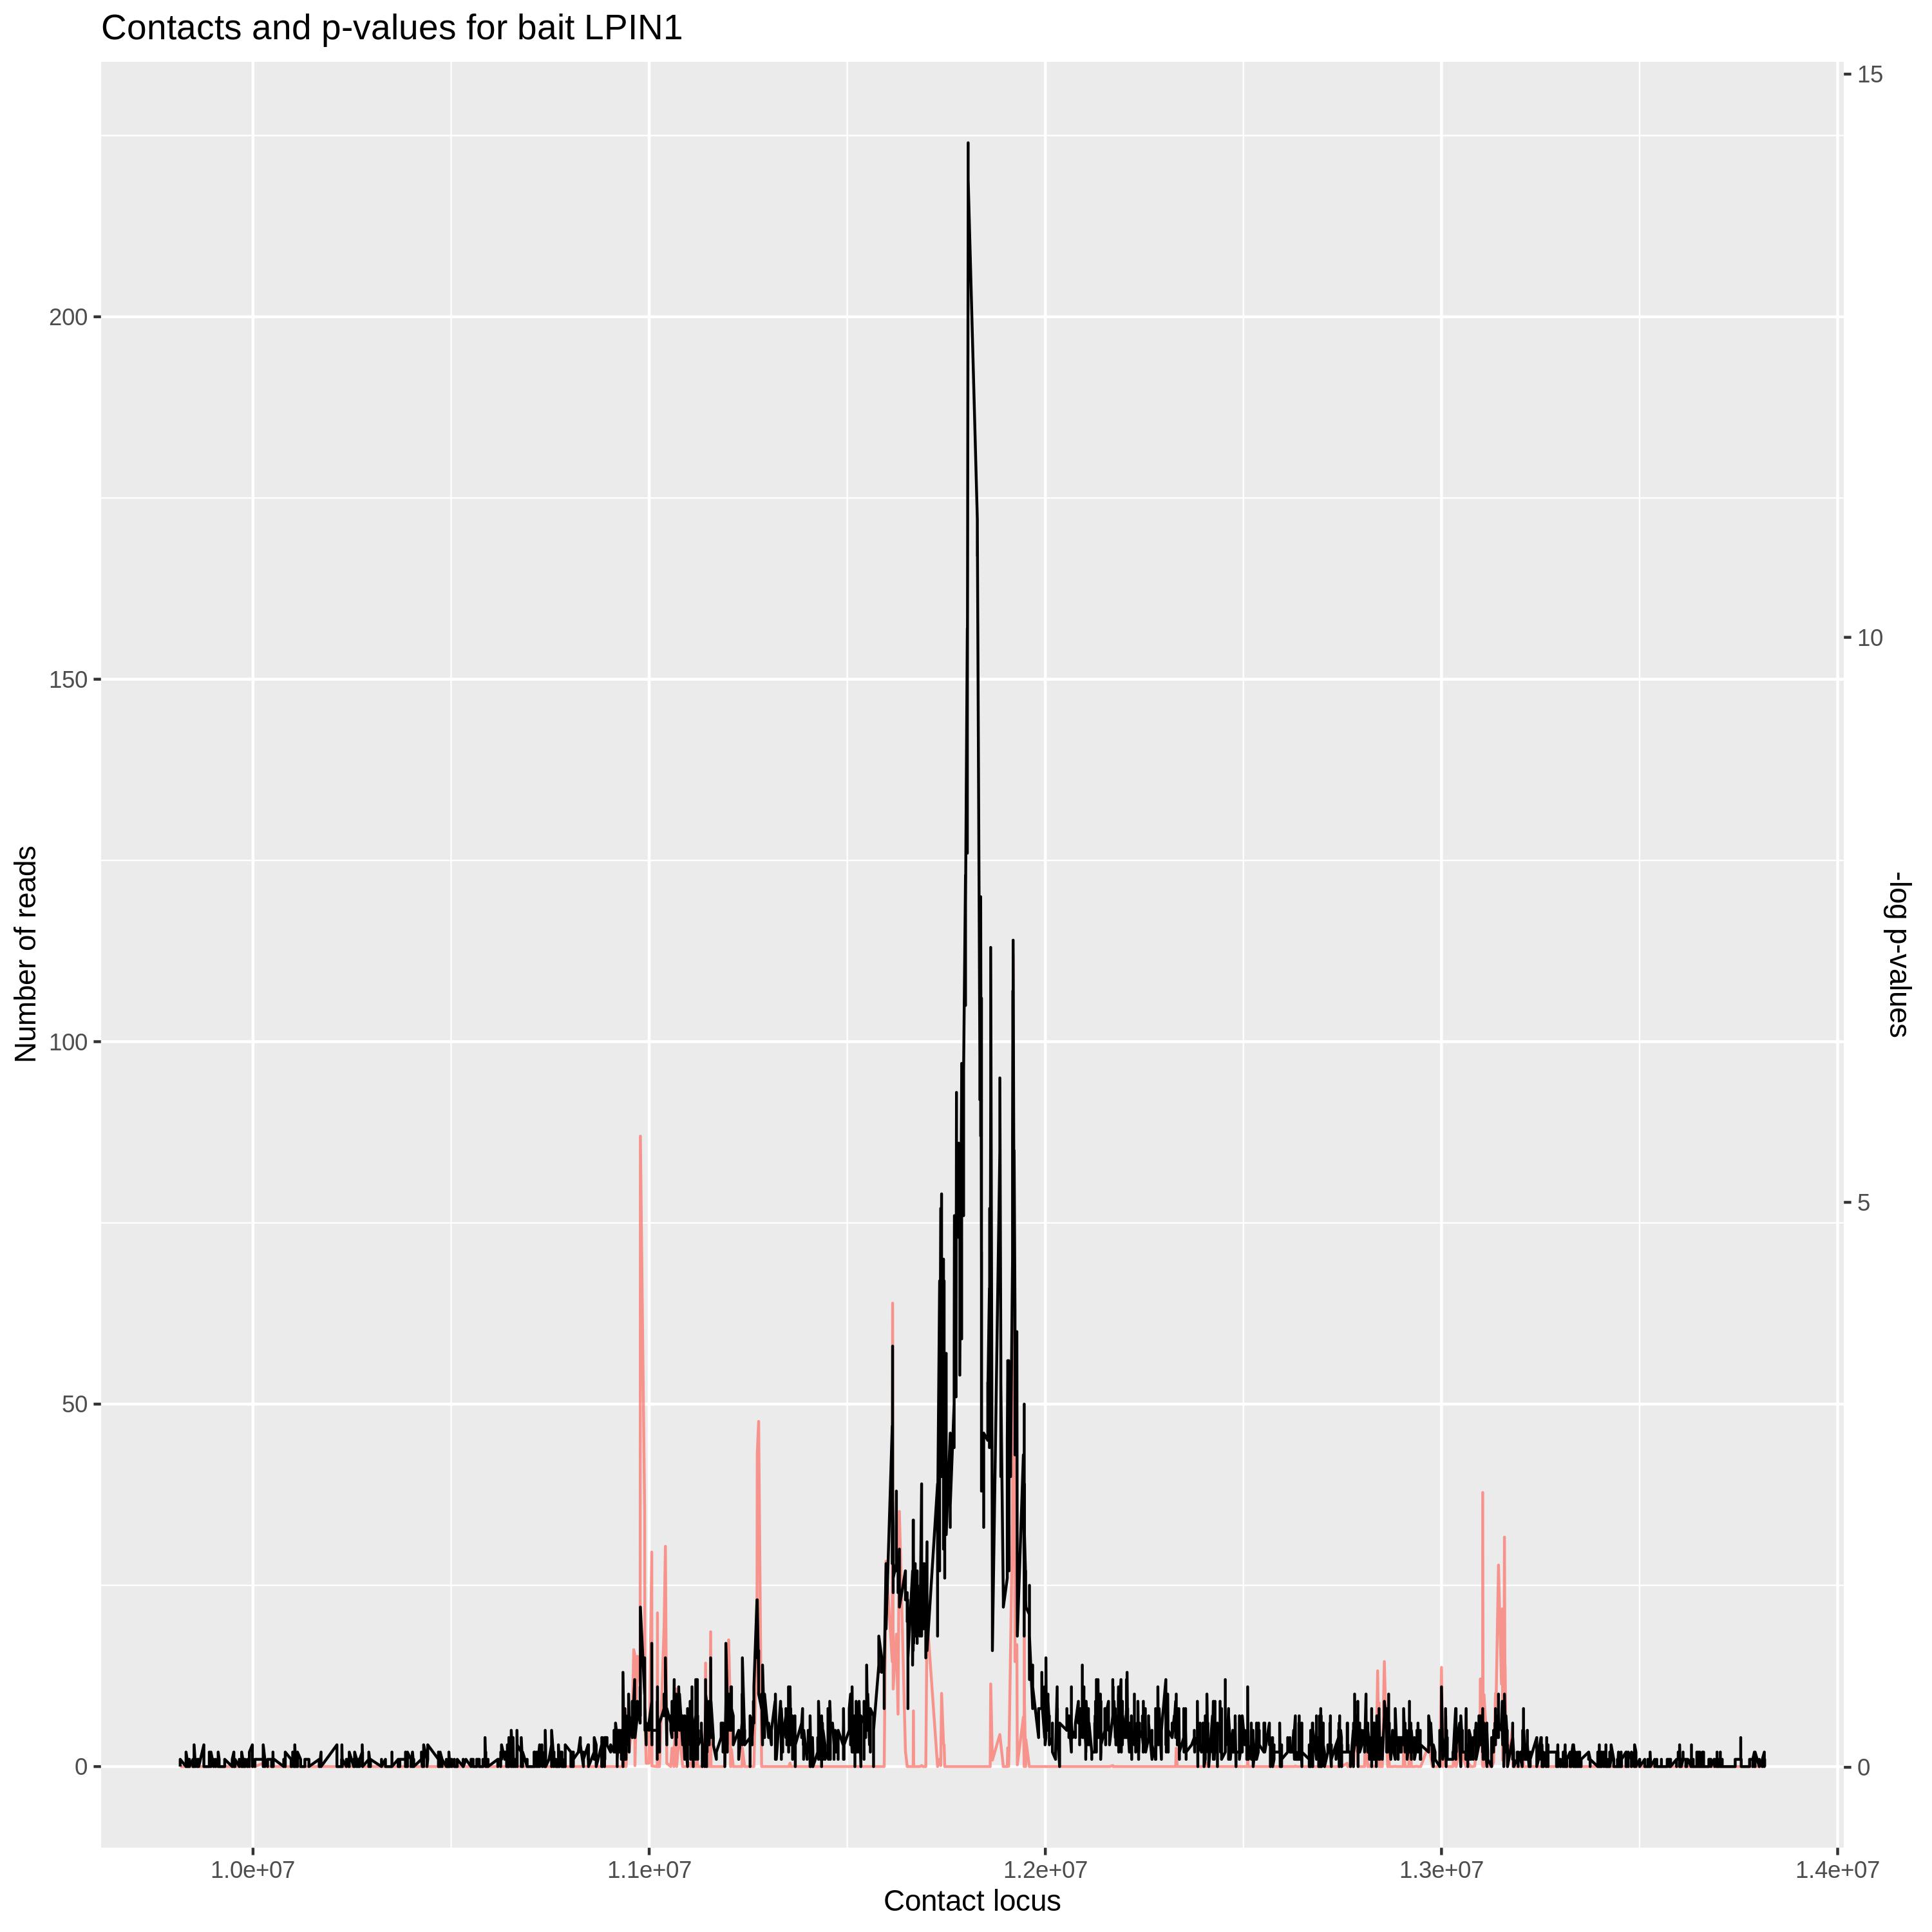 Contacts and p-values for bait LPIN1
15
200
10
150
Number of reads
-log p-values
100
5
50
0
0
1.0e+07
1.1e+07
1.2e+07
1.3e+07
1.4e+07
Contact locus